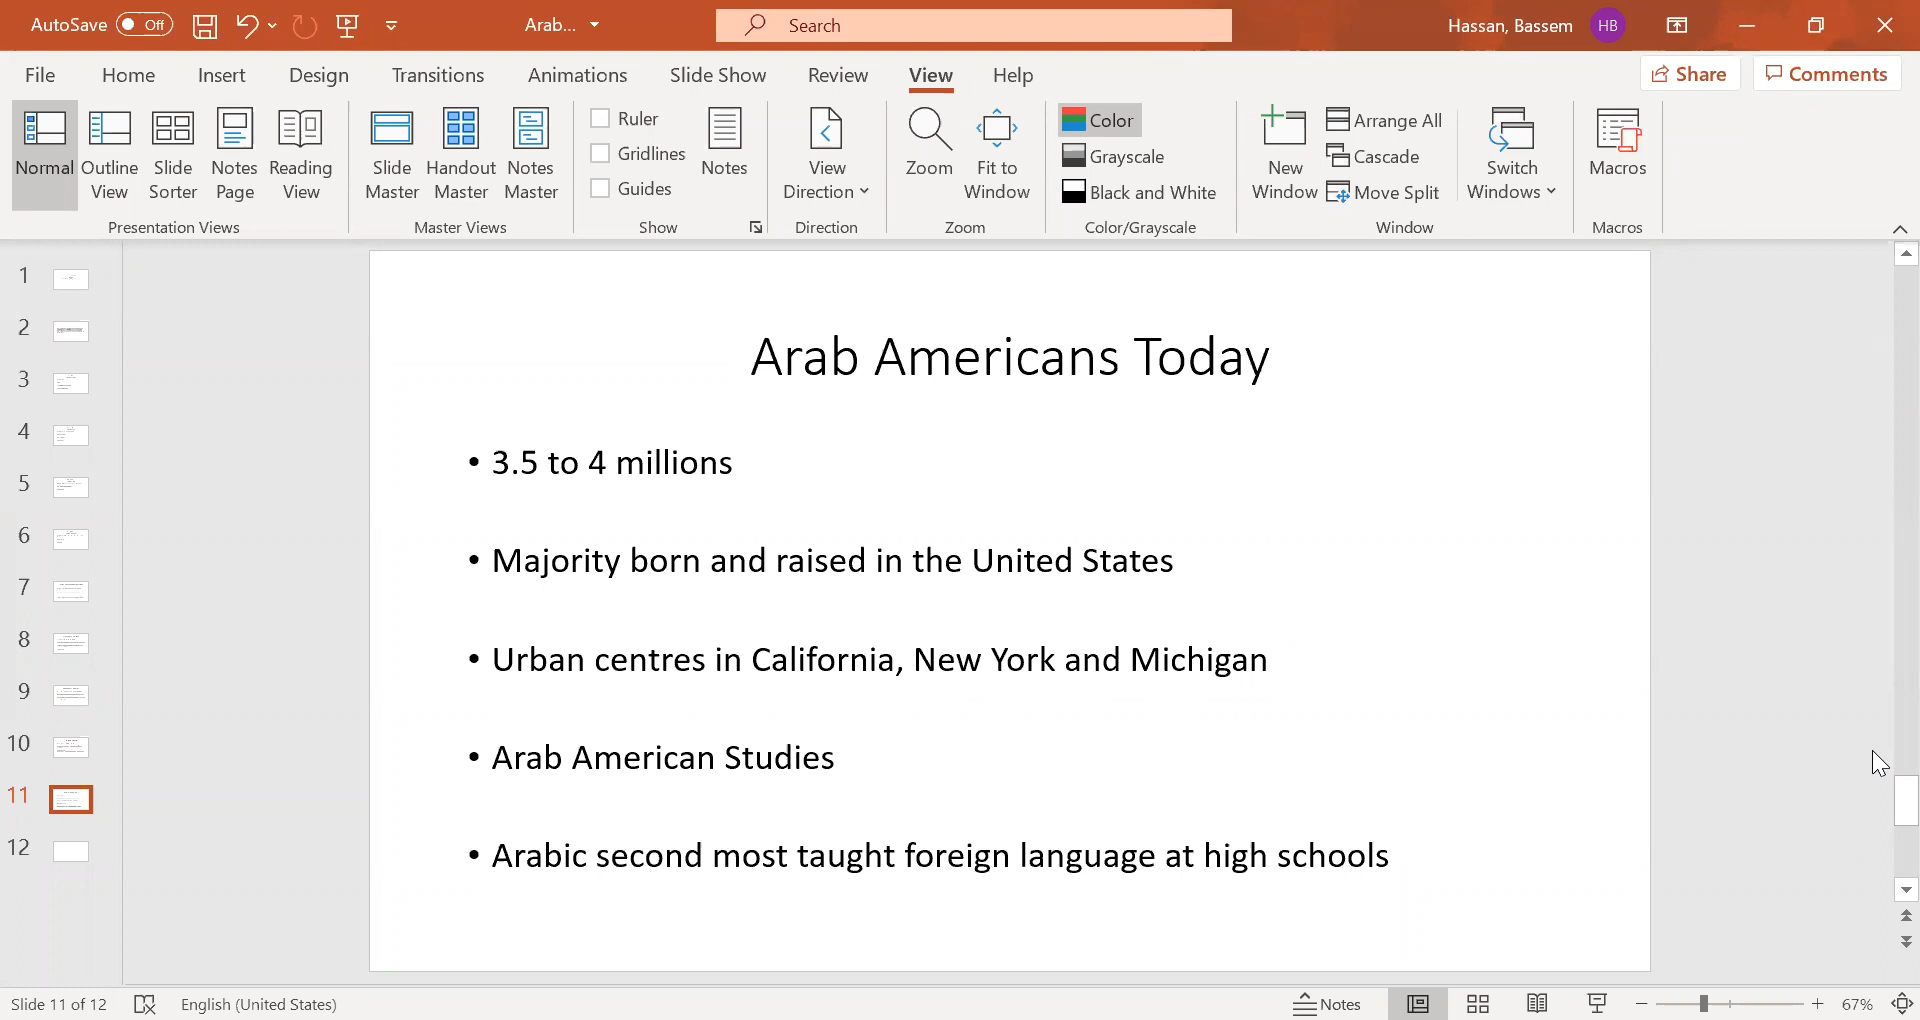 AutoSave Off Arab... Search Hassan, Bassem HB
File Home Insert Design Transitions Animations Slide Show Review View Help Share Comments
Normal Outline View Slide Sorter Notes Page Reading View
Presentation Views
Slide Master Handout Master Notes Master
Master Views
Ruler
Gridlines
Guides
Notes
Show
View Direction
Direction
Zoom Fit to Window
Zoom
Color
Grayscale
Black and White
Color/Grayscale
New Window
Arrange All
Cascade
Move Split
Switch Windows
Window
Macros
Macros
1
2
3
4
5
6
7
8
9
10
11
12
Arab Americans Today
• 3.5 to 4 millions
• Majority born and raised in the United States
• Urban centres in California, New York and Michigan
• Arab American Studies
• Arabic second most taught foreign language at high schools
Slide 11 of 12 English (United States) Notes 67%